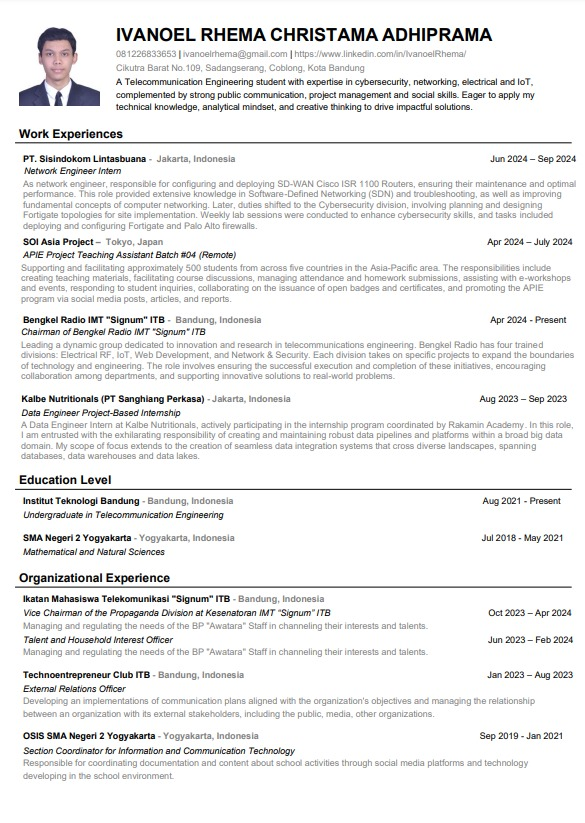 IVANOEL RHEMA CHRISTAMA ADHIPRAMA
081226833653 | ivanoelrhema@gmail.com | https://www.linkedin.com/in/IvanoelRhema/
Cikutra Barat No.109, Sadangserang, Coblong, Kota Bandung
A Telecommunication Engineering student with expertise in cybersecurity, networking, electrical and IoT,
complemented by strong public communication, project management and social skills. Eager to apply my
technical knowledge, analytical mindset, and creative thinking to drive impactful solutions.
Work Experiences
PT. Sisindokom Lintasbuana - Jakarta, Indonesia Jun 2024 – Sep 2024
Network Engineer Intern
As network engineer, responsible for configuring and deploying SD-WAN Cisco ISR 1100 Routers, ensuring their maintenance and optimal
performance. This role provided extensive knowledge in Software-Defined Networking (SDN) and troubleshooting, as well as improving
fundamental concepts of computer networking. Later, duties shifted to the Cybersecurity division, involving planning and designing
Fortigate topologies for site implementation. Weekly lab sessions were conducted to enhance cybersecurity skills, and tasks included
deploying and configuring Fortigate and Palo Alto firewalls.
SOI Asia Project – Tokyo, Japan Apr 2024 – July 2024
APIE Project Teaching Assistant Batch #04 (Remote)
Supporting and facilitating approximately 500 students from across five countries in the Asia-Pacific area. The responsibilities include
creating teaching materials, facilitating course discussions, managing attendance and homework submissions, assisting with e-workshops
and events, responding to student inquiries, collaborating on the issuance of open badges and certificates, and promoting the APIE
program via social media posts, articles, and reports.
Bengkel Radio IMT "Signum" ITB - Bandung, Indonesia Apr 2024 - Present
Chairman of Bengkel Radio IMT "Signum" ITB
Leading a dynamic group dedicated to innovation and research in telecommunications engineering. Bengkel Radio has four trained
divisions: Electrical RF, IoT, Web Development, and Network & Security. Each division takes on specific projects to expand the boundaries
of technology and engineering. The role involves ensuring the successful execution and completion of these initiatives, encouraging
collaboration among departments, and supporting innovative solutions to real-world problems.
Kalbe Nutritionals (PT Sanghiang Perkasa) - Jakarta, Indonesia Aug 2023 – Sep 2023
Data Engineer Project-Based Internship
A Data Engineer Intern at Kalbe Nutritionals, actively participating in the internship program coordinated by Rakamin Academy. In this role,
I am entrusted with the exhilarating responsibility of creating and maintaining robust data pipelines and platforms within a broad big data
domain. My scope of focus extends to the creation of seamless data integration systems that cross diverse landscapes, spanning
databases, data warehouses and data lakes.
Education Level
Institut Teknologi Bandung - Bandung, Indonesia Aug 2021 - Present
Undergraduate in Telecommunication Engineering
SMA Negeri 2 Yogyakarta - Yogyakarta, Indonesia Jul 2018 - May 2021
Mathematical and Natural Sciences
Organizational Experience
Ikatan Mahasiswa Telekomunikasi "Signum" ITB - Bandung, Indonesia
Vice Chairman of the Propaganda Division at Kesenatoran IMT "Signum" ITB Oct 2023 – Apr 2024
Managing and regulating the needs of the BP "Awatara" Staff in channeling their interests and talents.
Talent and Household Interest Officer Jun 2023 – Feb 2024
Managing and regulating the needs of the BP "Awatara" Staff in channeling their interests and talents.
Technoentrepreneur Club ITB - Bandung, Indonesia Jan 2023 – Aug 2023
External Relations Officer
Developing an implementations of communication plans aligned with the organization's objectives and managing the relationship
between an organization with its external stakeholders, including the public, media, other organizations.
OSIS SMA Negeri 2 Yogyakarta - Yogyakarta, Indonesia Sep 2019 - Jan 2021
Section Coordinator for Information and Communication Technology
Responsible for coordinating documentation and content about school activities through social media platforms and technology
developing in the school environment.